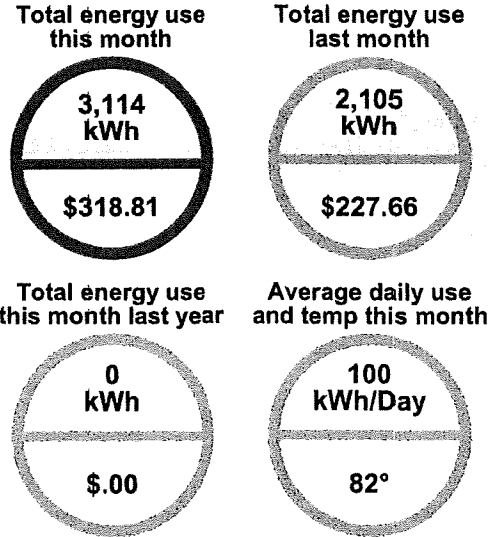 Total energy use
this month
3,114
kWh
$318.81
Total energy use
last month
2,105
kWh
$227.66
Total energy use
this month last year
0
kWh
$.00
Average daily use
and temp this month
100
kWh/Day
82°